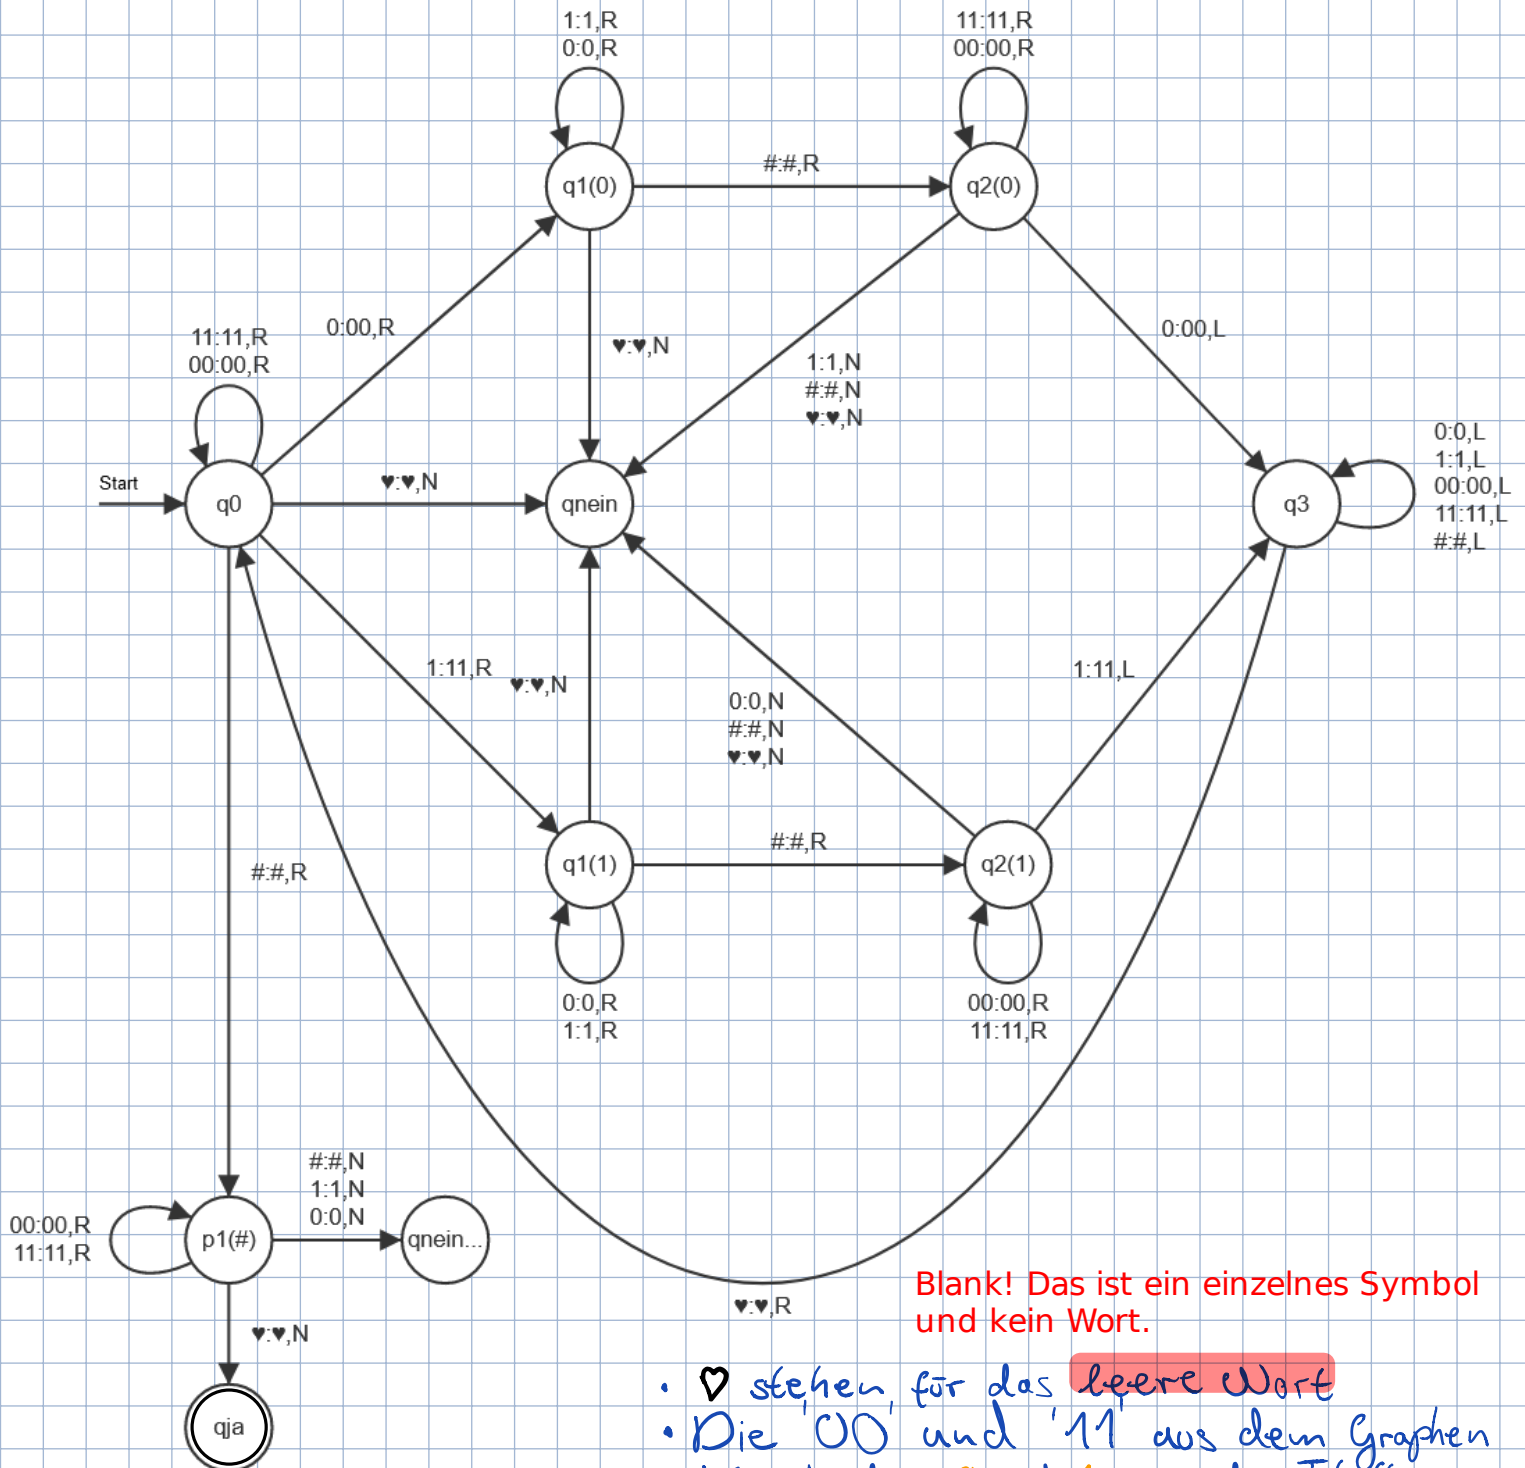 1:1,R
0:0,R
11:11,R
00:00,R
q1(0)
#:#,R
q2(0)
11:11,R
00:00,R
0:00,R
♥:♥,N
1:1,N
#:#,N
♥:♥,N
0:00,L
Start
q0
♥:♥,N
qnein
q3
0:0,L
1:1,L
00:00,L
11:11,L
#:#,L
1:11,R
♥:♥,N
0:0,N
#:#,N
♥:♥,N
1:11,L
#:#,R
q1(1)
#:#,R
q2(1)
0:0,R
1:1,R
00:00,R
11:11,R
#:#,N
1:1,N
0:0,N
00:00,R
11:11,R
p1(#)
qnein...
♥:♥,R
♥:♥,N
qja
Blank! Das ist ein einzelnes Symbol
und kein Wort.
• ♡ stehen für das leere Wort
• Die '00' und '11' aus dem Graphen